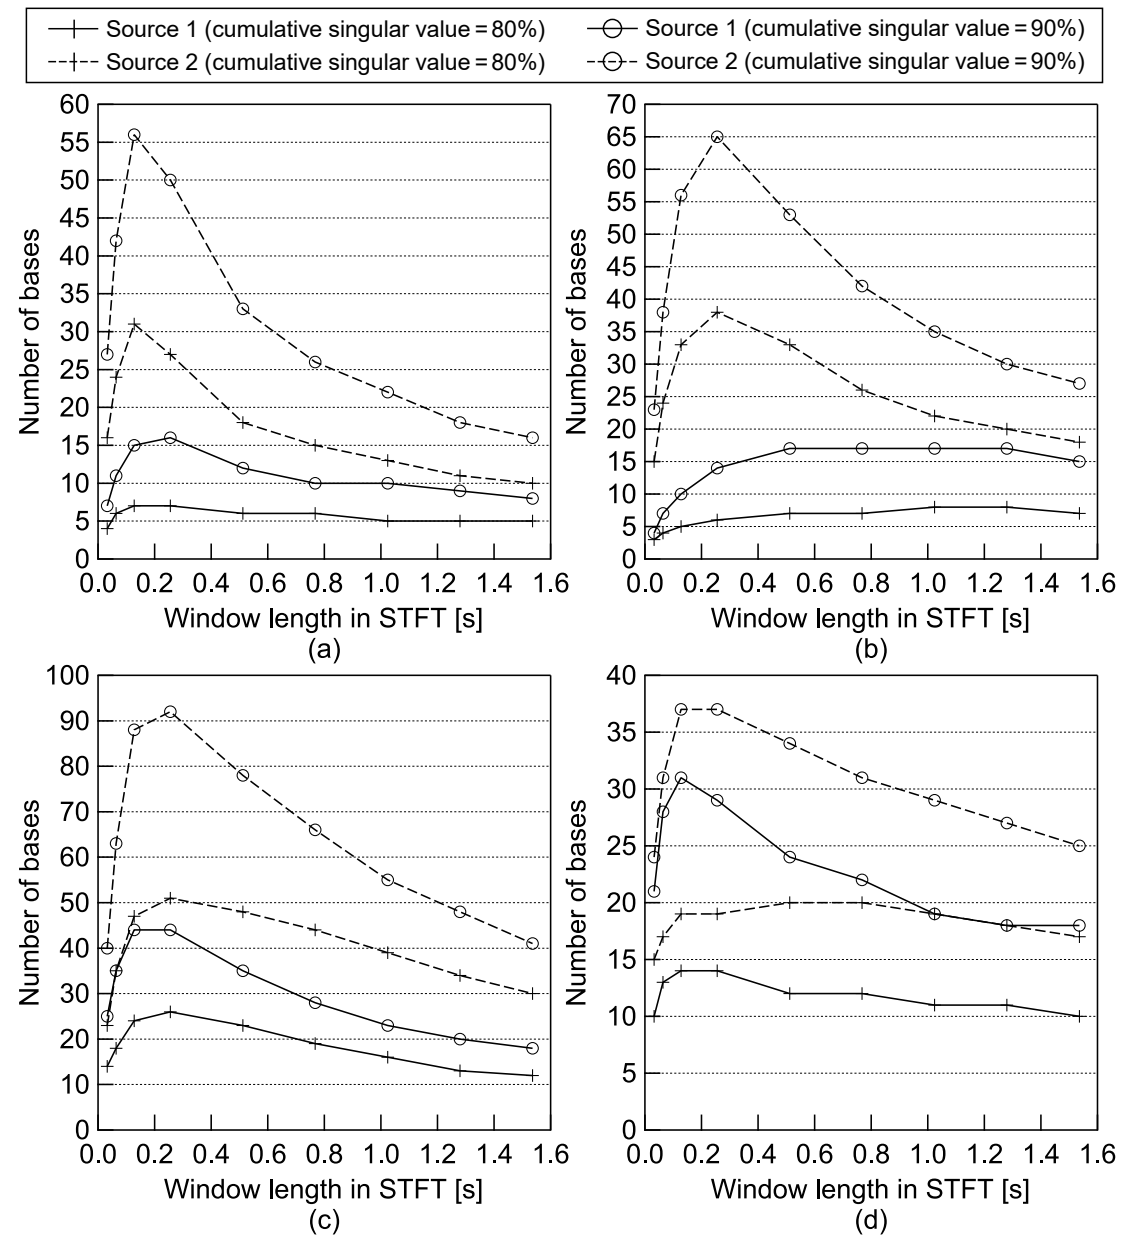 Source 1 (cumulative singular value = 80%)
Source 1 (cumulative singular value = 90%)
Source 2 (cumulative singular value = 80%)
Source 2 (cumulative singular value = 90%)
60
55
50
45
40
35
30
25
20
15
10
5
0
Number of bases
0.0 0.2 0.4 0.6 0.8 1.0 1.2 1.4 1.6
Window length in STFT [s]
(a)
70
65
60
55
50
45
40
35
30
25
20
15
10
5
0
Number of bases
0.0 0.2 0.4 0.6 0.8 1.0 1.2 1.4 1.6
Window length in STFT [s]
(b)
100
90
80
70
60
50
40
30
20
10
0
Number of bases
0.0 0.2 0.4 0.6 0.8 1.0 1.2 1.4 1.6
Window length in STFT [s]
(c)
40
35
30
25
20
15
10
5
0
Number of bases
0.0 0.2 0.4 0.6 0.8 1.0 1.2 1.4 1.6
Window length in STFT [s]
(d)